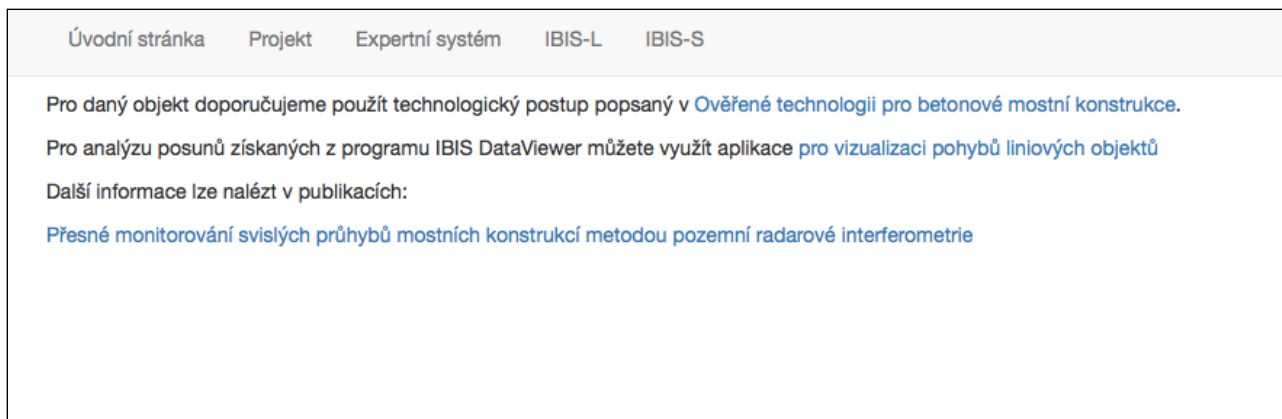 Úvodní stránka Projekt Expertní systém IBIS-L IBIS-S
Pro daný objekt doporučujeme použít technologický postup popsaný v Ověřené technologii pro betonové mostní konstrukce.
Pro analýzu posunů získaných z programu IBIS DataViewer můžete využít aplikace pro vizualizaci pohybů liniových objektů
Další informace lze nalézt v publikacích:
Přesné monitorování svislých průhybů mostních konstrukcí metodou pozemní radarové interferometrie